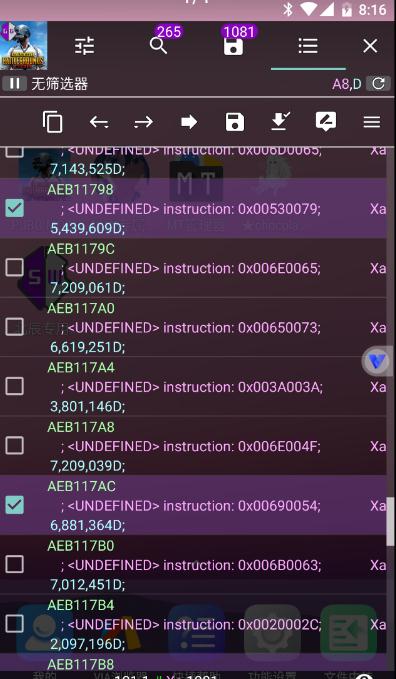 8:16
265
1081
无筛选器
A8,D
; <UNDEFINED> instruction: 0x006D0065;
Xa
7,143,525D;
AEB11798
; <UNDEFINED> instruction: 0x00530079;
Xa
5,439,609D;
AEB1179C
; <UNDEFINED> instruction: 0x006E0065;
Xa
7,209,061D;
AEB117A0
; <UNDEFINED> instruction: 0x00650073;
Xa
6,619,251D;
AEB117A4
; <UNDEFINED> instruction: 0x003A003A;
Xa
3,801,146D;
AEB117A8
; <UNDEFINED> instruction: 0x006E004F;
Xa
7,209,039D;
AEB117AC
; <UNDEFINED> instruction: 0x00690054;
Xa
6,881,364D;
AEB117B0
; <UNDEFINED> instruction: 0x006B0063;
Xa
7,012,451D;
AEB117B4
; <UNDEFINED> instruction: 0x0020002C;
Xa
2,097,196D;
AEB117B8